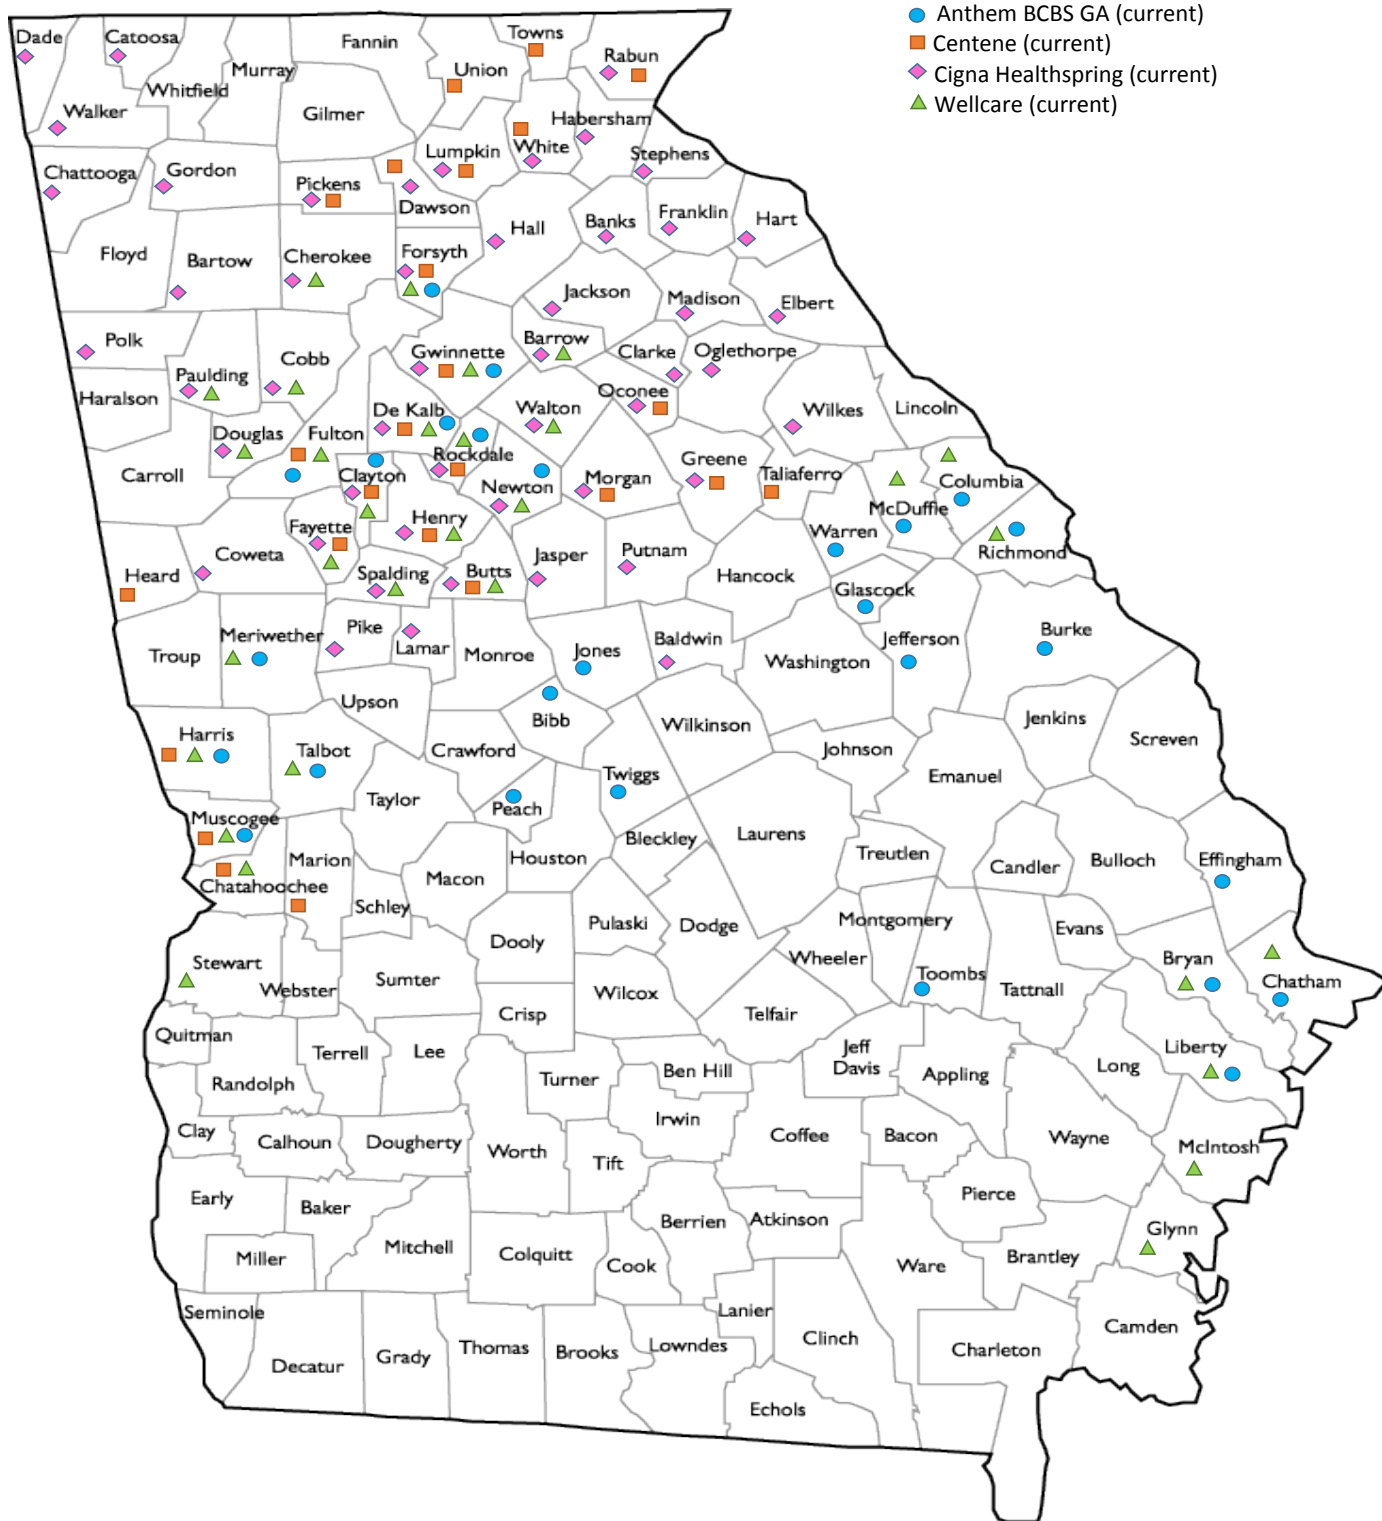 Anthem BCBS GA (current)
Centene (current)
Cigna Healthspring (current)
Wellcare (current)
Dade
Catoosa
Fannin
Towns
Rabun
Murray
Union
Whitfield
Walker
Gilmer
Habersham
White
Lumpkin
Stephens
Chattooga
Gordon
Pickens
Dawson
Hall
Banks
Franklin
Hart
Floyd
Bartow
Cherokee
Forsyth
Jackson
Madison
Elbert
Polk
Cobb
Gwinnette
Barrow
Clarke
Oglethorpe
Paulding
Haralson
Oconee
De Kalb
Walton
Wilkes
Lincoln
Douglas
Fulton
Rockdale
Carroll
Clayton
Newton
Morgan
Greene
Taliaferro
Columbia
McDuffie
Fayette
Henry
Warren
Richmond
Coweta
Jasper
Putnam
Heard
Spalding
Butts
Hancock
Glascock
Meriwether
Pike
Lamar
Monroe
Jones
Baldwin
Jefferson
Burke
Troup
Washington
Upson
Bibb
Wilkinson
Jenkins
Harris
Talbot
Crawford
Johnson
Screven
Twiggs
Emanuel
Taylor
Peach
Muscogee
Laurens
Bleckley
Marion
Houston
Treutlen
Candler
Bulloch
Effingham
Chatahoochee
Macon
Schley
Pulaski
Dodge
Montgomery
Evans
Dooly
Wheeler
Stewart
Bryan
Webster
Sumter
Wilcox
Toombs
Tattnall
Chatham
Crisp
Telfair
Quitman
Terrell
Lee
Jeff
Davis
Liberty
Long
Randolph
Turner
Ben Hill
Appling
Clay
Calhoun
Dougherty
Worth
Irwin
Coffee
Bacon
Wayne
McIntosh
Tift
Early
Baker
Pierce
Berrien
Atkinson
Glynn
Miller
Mitchell
Colquitt
Cook
Ware
Brantley
Seminole
Lanier
Camden
Decatur
Grady
Thomas
Brooks
Lowndes
Clinch
Charleton
Echols